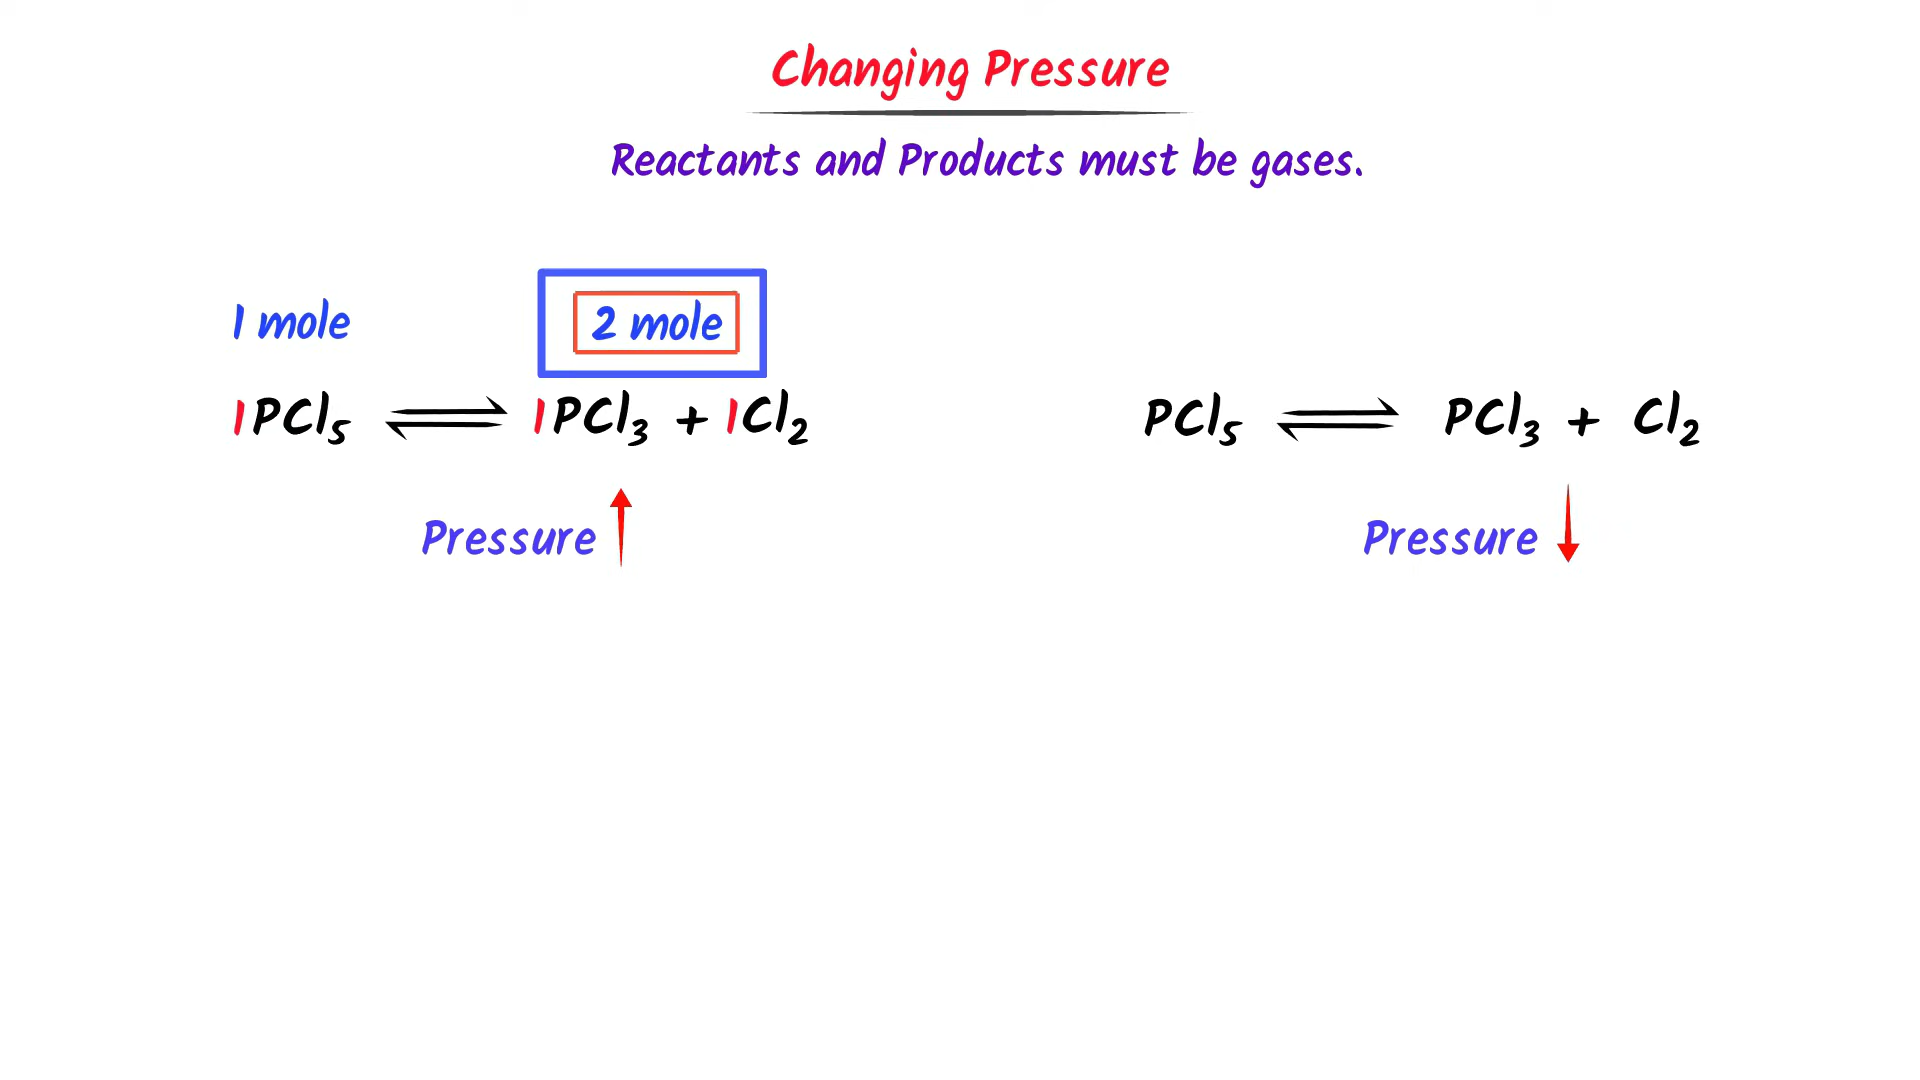 Changing Pressure
Reactants and Products must be gases.
1 mole
2 mole
1PCl₅ ⇌ 1PCl₃ + 1Cl₂
Pressure ↑
PCl₅ ⇌ PCl₃ + Cl₂
Pressure ↓